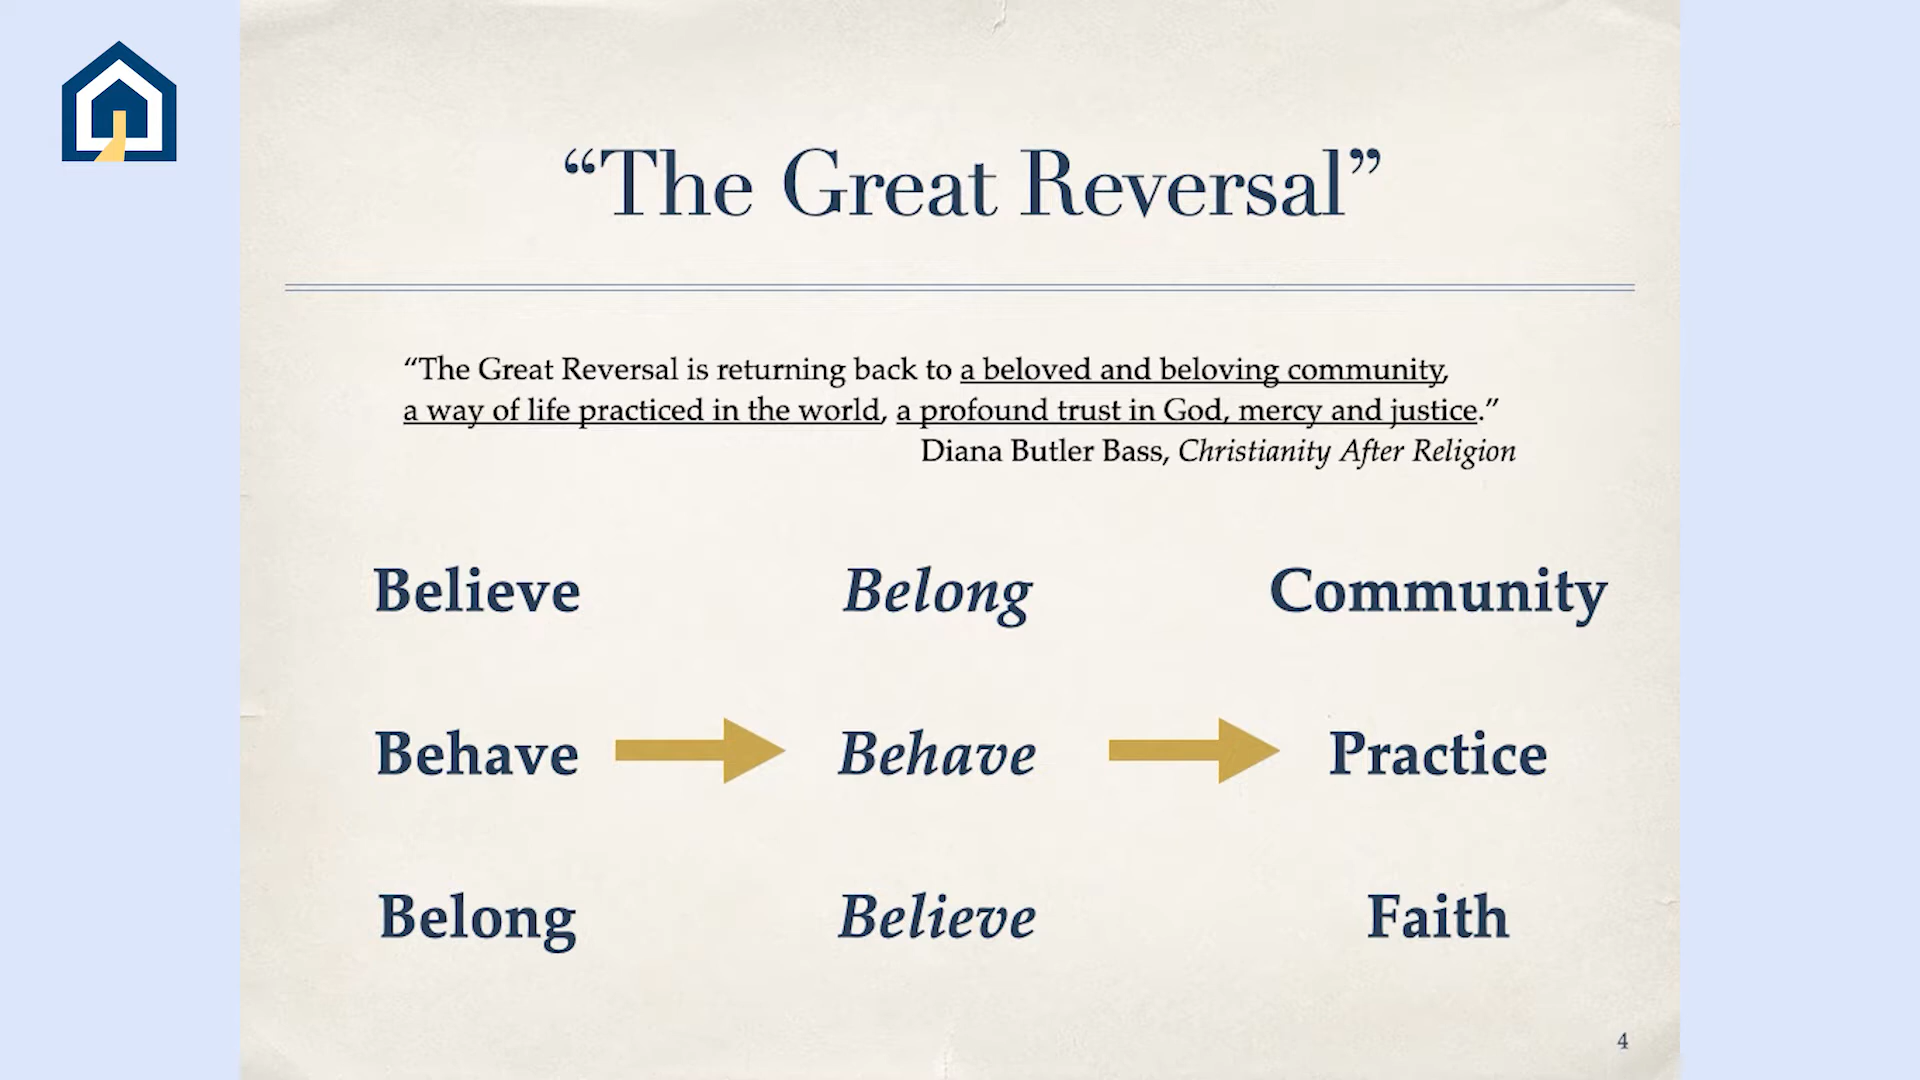 “The Great Reversal”
“The Great Reversal is returning back to a beloved and beloving community,
a way of life practiced in the world, a profound trust in God, mercy and justice.”
Diana Butler Bass, Christianity After Religion
Believe Belong Community
Behave Behave Practice
Belong Believe Faith
4